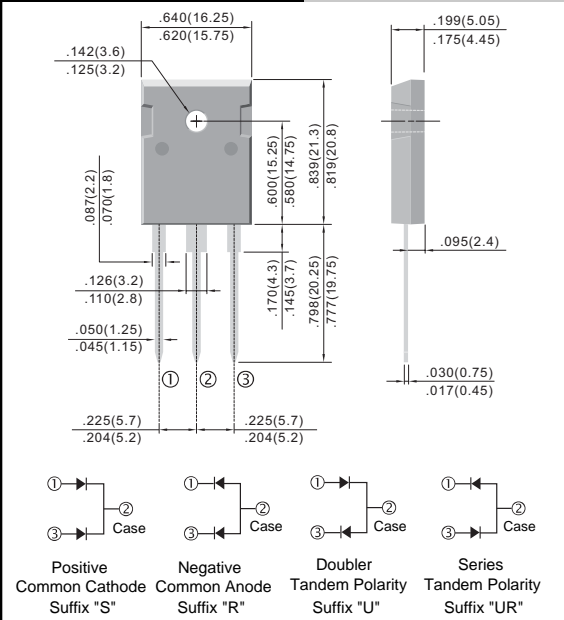 .640(16.25)
.620(15.75)
.199(5.05)
.175(4.45)
.142(3.6)
.125(3.2)
.600(15.25)
.580(14.75)
.839(21.3)
.819(20.8)
.087(2.2)
.070(1.8)
.095(2.4)
.126(3.2)
.110(2.8)
.170(4.3)
.145(3.7)
.798(20.25)
.777(19.75)
.050(1.25)
.045(1.15)
① ② ③
.030(0.75)
.017(0.45)
.225(5.7)
.204(5.2)
.225(5.7)
.204(5.2)
① ② ③ Case
① ② ③ Case
① ② ③ Case
① ② ③ Case
Positive
Common Cathode
Suffix "S"
Negative
Common Anode
Suffix "R"
Doubler
Tandem Polarity
Suffix "U"
Series
Tandem Polarity
Suffix "UR"